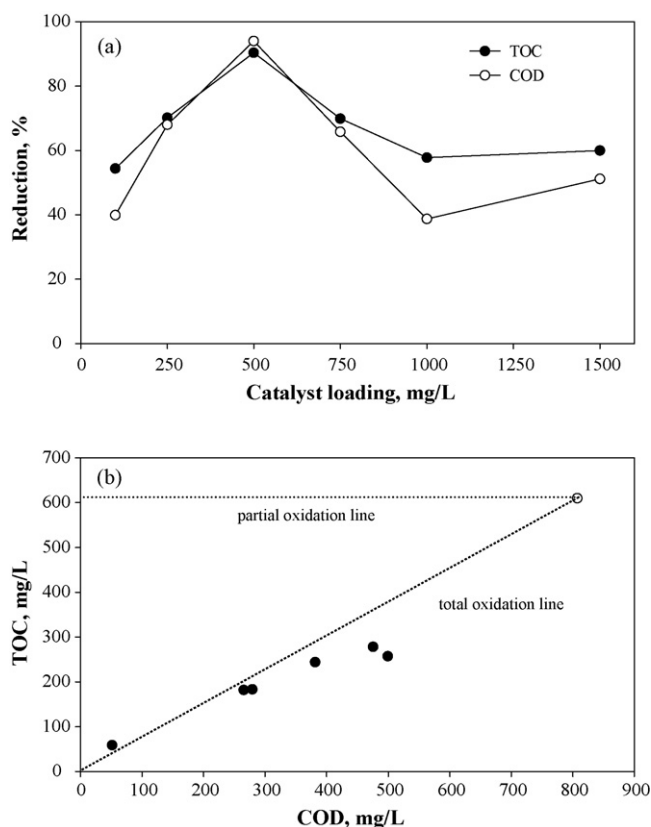 (a)
TOC
COD
Reduction, %
100
80
60
40
20
0
0 250 500 750 1000 1250 1500
Catalyst loading, mg/L
(b)
partial oxidation line
total oxidation line
TOC, mg/L
700
600
500
400
300
200
100
0
0 100 200 300 400 500 600 700 800 900
COD, mg/L